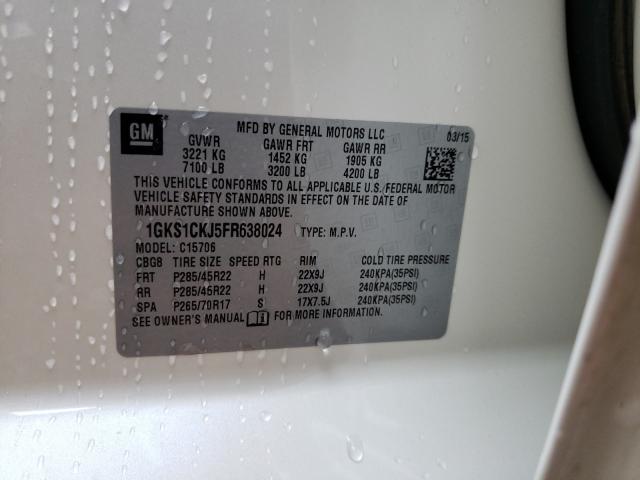 GM
MFD BY GENERAL MOTORS LLC 03/15
GVWR GAWR FRT GAWR RR
3221 KG 1452 KG 1905 KG
7100 LB 3200 LB 4200 LB
THIS VEHICLE CONFORMS TO ALL APPLICABLE U.S. FEDERAL MOTOR
VEHICLE SAFETY STANDARDS IN EFFECT ON THE DATE OF
MANUFACTURE SHOWN ABOVE.
1GKS1CKJ5FR638024 TYPE: M.P.V.
MODEL: C15706
CBG8 TIRE SIZE SPEED RTG RIM COLD TIRE PRESSURE
FRT P285/45R22 H 22X9J 240KPA(35PSI)
RR P285/45R22 H 22X9J 240KPA(35PSI)
SPA P265/70R17 S 17X7.5J 240KPA(35PSI)
SEE OWNER'S MANUAL FOR MORE INFORMATION.